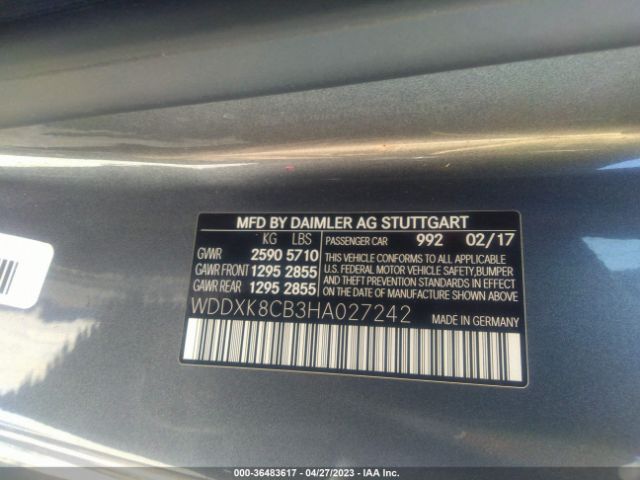 MFD BY DAIMLER AG STUTTGART
KG LBS PASSENGER CAR 992 02/17
GVWR 2590 5710
GAWR FRONT 1295 2855
GAWR REAR 1295 2855
THIS VEHICLE CONFORMS TO ALL APPLICABLE
U.S. FEDERAL MOTOR VEHICLE SAFETY,BUMPER
AND THEFT PREVENTION STANDARDS IN EFFECT
ON THE DATE OF MANUFACTURE SHOWN ABOVE.
WDDXK8CB3HA027242 MADE IN GERMANY
000-36483617 - 04/27/2023 - IAA Inc.